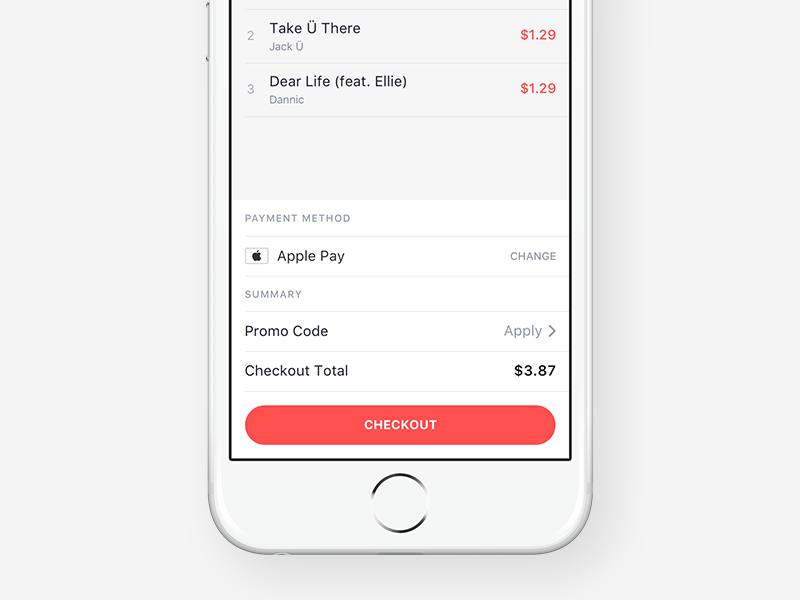 2
Take Ü There
$1.29
Jack Ü
3
Dear Life (feat. Ellie)
$1.29
Dannic
PAYMENT METHOD
Apple Pay
CHANGE
SUMMARY
Promo Code
Apply
Checkout Total
$3.87
CHECKOUT